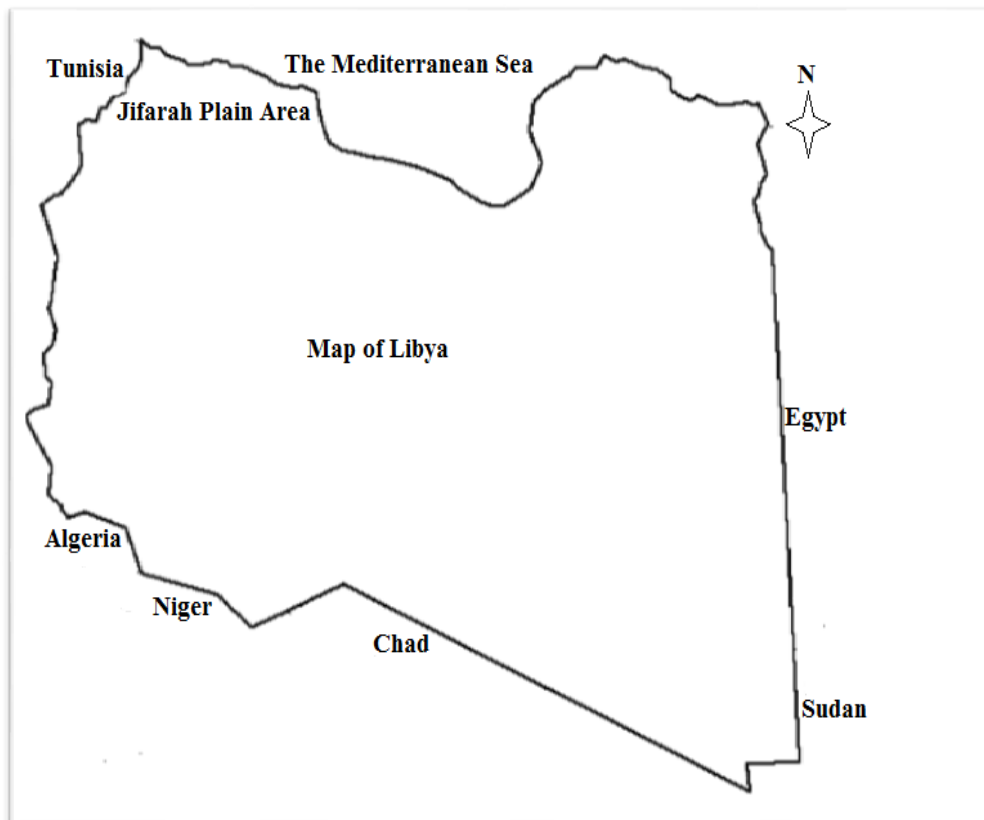 The Mediterranean Sea
Tunisia
N
Jifarah Plain Area
Map of Libya
Egypt
Algeria
Niger
Chad
Sudan